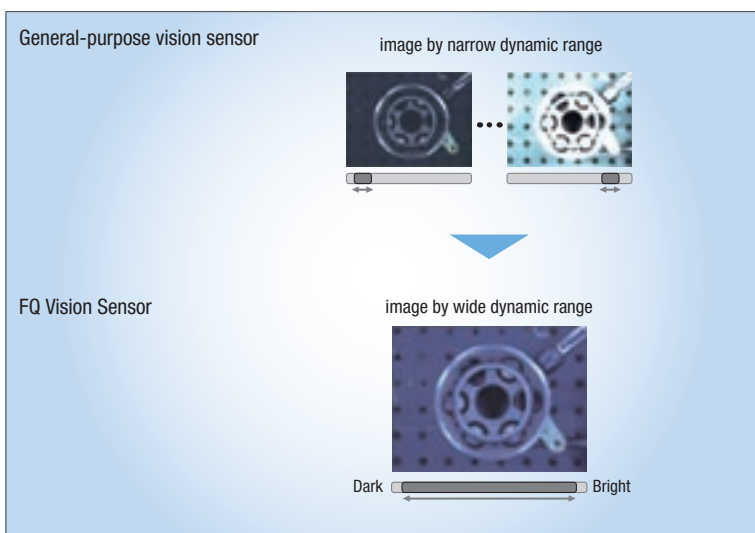 General-purpose vision sensor
image by narrow dynamic range
FQ Vision Sensor
image by wide dynamic range
Dark
Bright